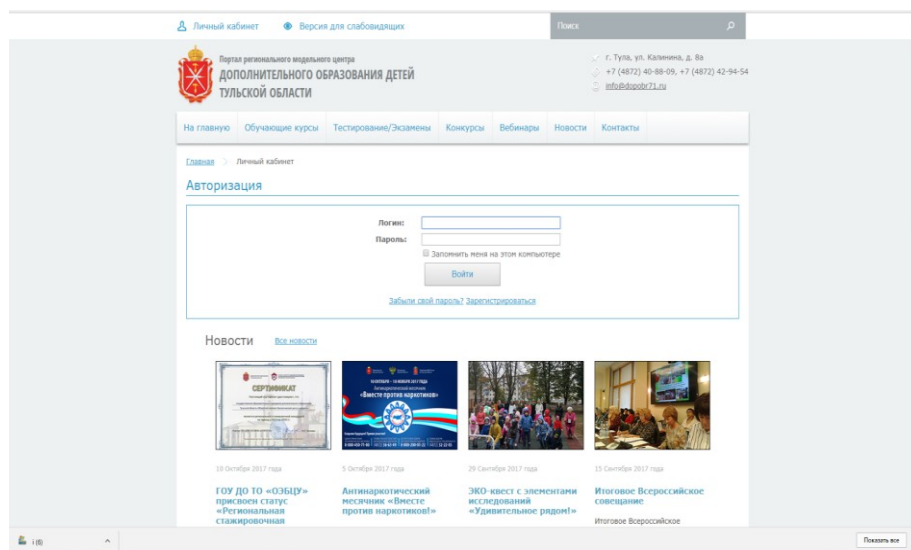 Личный кабинет Версия для слабовидящих Поиск
Портал регионального модельного центра
ДОПОЛНИТЕЛЬНОГО ОБРАЗОВАНИЯ ДЕТЕЙ
ТУЛЬСКОЙ ОБЛАСТИ
г. Тула, ул. Калинина, д. 8а
+7 (4872) 40-88-09, +7 (4872) 42-94-54
info@dopobr71.ru
На главную Обучающие курсы Тестирование/Экзамены Конкурсы Вебинары Новости Контакты
Главная Личный кабинет
Авторизация
Логин:
Пароль:
Запомнить меня на этом компьютере
Войти
Забыли свой пароль? Зарегистрироваться
Новости Все новости
СЕРТИФИКАТ
«Вместе против наркотиков»
10 Октября 2017 года
ГОУ ДО ТО «ОЭБЦУ»
присвоен статус
«Региональная
стажировочная
5 Октября 2017 года
Антинаркотический
месячник «Вместе
против наркотиков!»
29 Сентября 2017 года
ЭКО-квест с элементами
исследований
«Удивительное рядом!»
15 Сентября 2017 года
Итоговое Всероссийское
совещание
Итоговое Всероссийское
i (6) Показать все